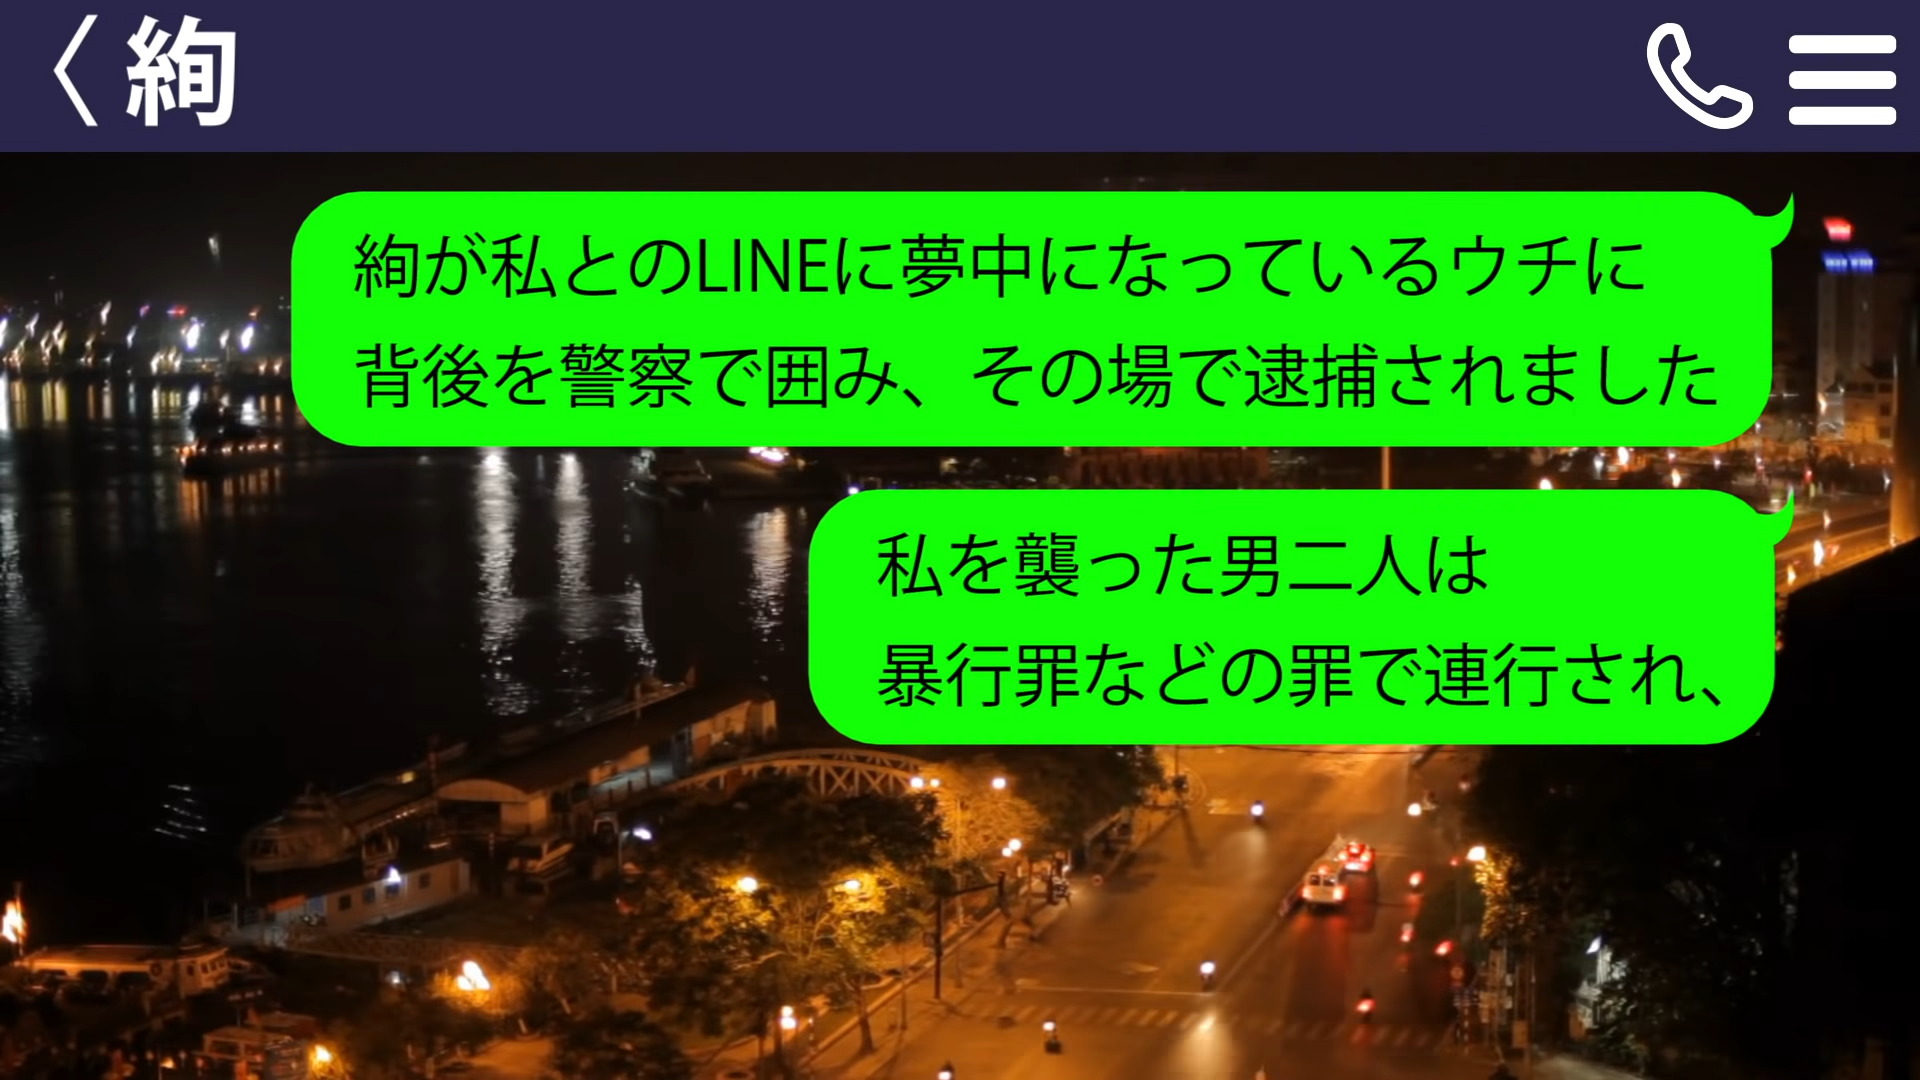 絢
絢が私とのLINEに夢中になっているウチに
背後を警察で囲み、その場で逮捕されました
私を襲った男二人は
暴行罪などの罪で連行され、